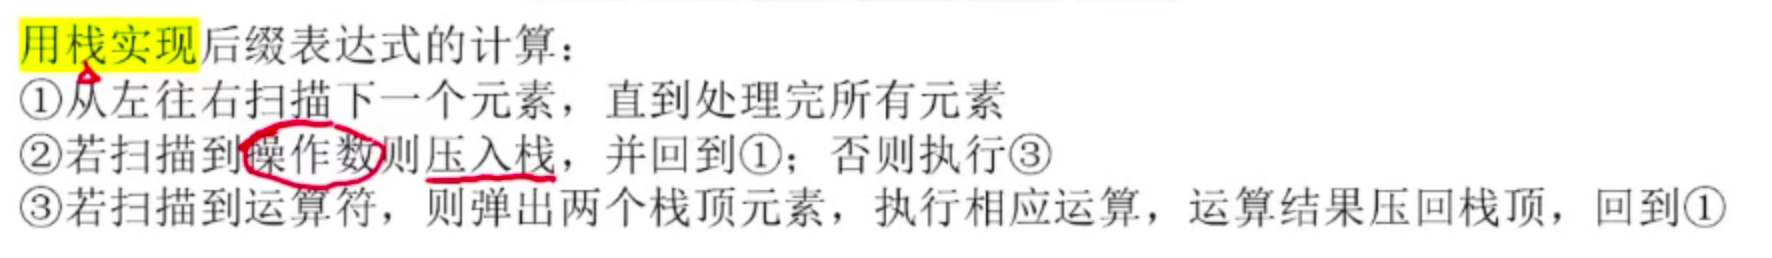 用栈实现后缀表达式的计算：
①从左往右扫描下一个元素，直到处理完所有元素
②若扫描到操作数则压入栈，并回到①；否则执行③
③若扫描到运算符，则弹出两个栈顶元素，执行相应运算，运算结果压回栈顶，回到①